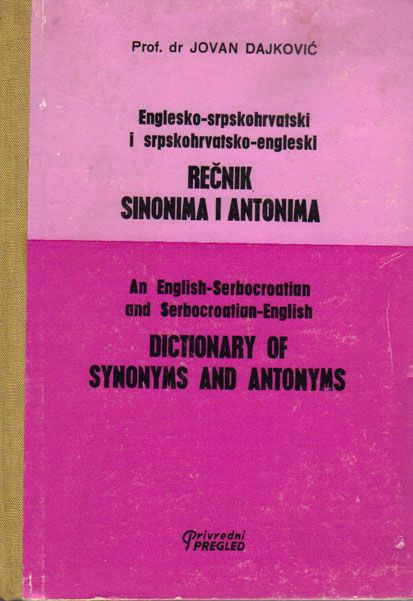 Prof. dr JOVAN DAJKOVIĆ
Englesko-srpskohrvatski
i srpskohrvatsko-engleski
REČNIK
SINONIMA I ANTONIMA
An English-Serbocroatian
and Serbocroatian-English
DICTIONARY OF
SYNONYMS AND ANTONYMS
Privredni
PREGLED